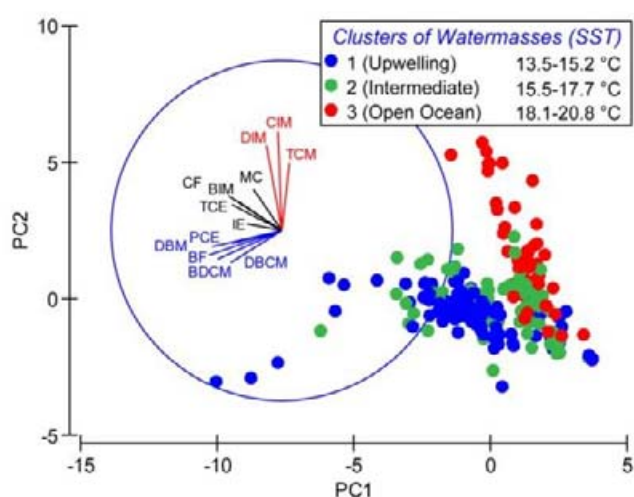 10
Clusters of Watermasses (SST)
1 (Upwelling) 13.5-15.2 °C
2 (Intermediate) 15.5-17.7 °C
3 (Open Ocean) 18.1-20.8 °C
CIM
DIM
TCM
5
MC
CF
BIM
TCE
IE
PCE
DBM
BF
DBCM
BDCM
PC2
0
-5
-15 -10 -5 0 5
PC1